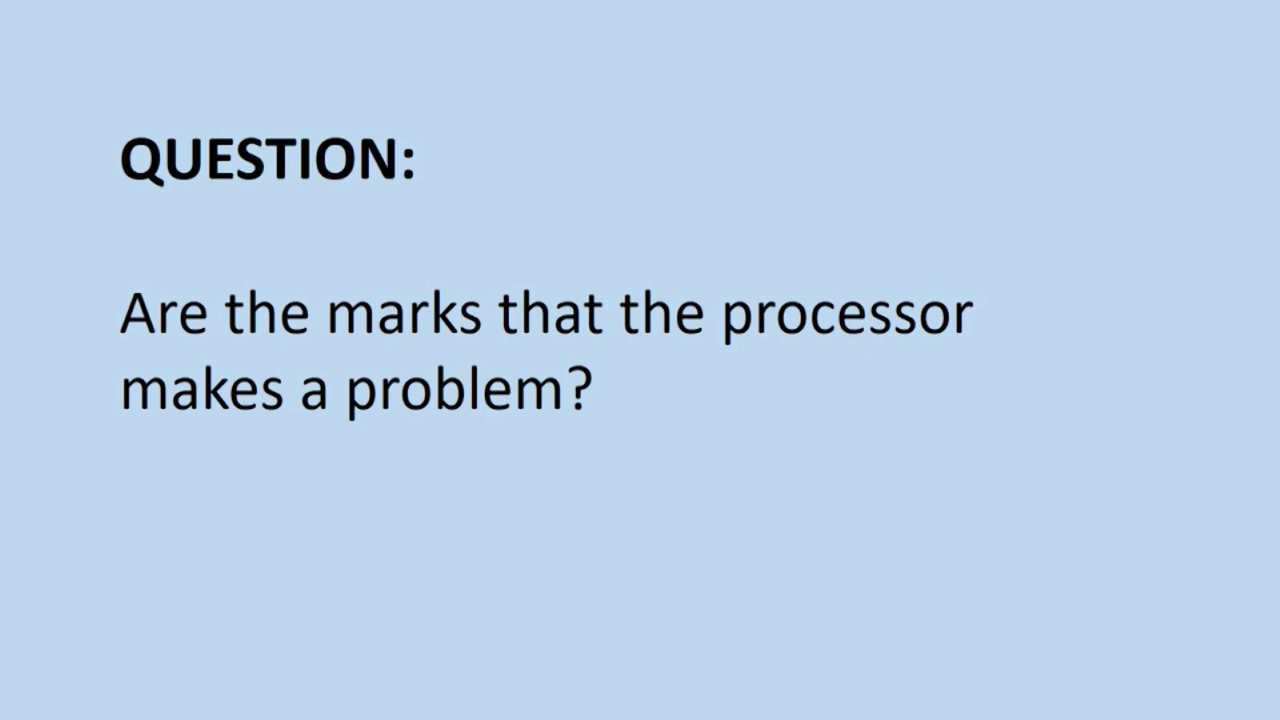 QUESTION:
Are the marks that the processor
makes a problem?